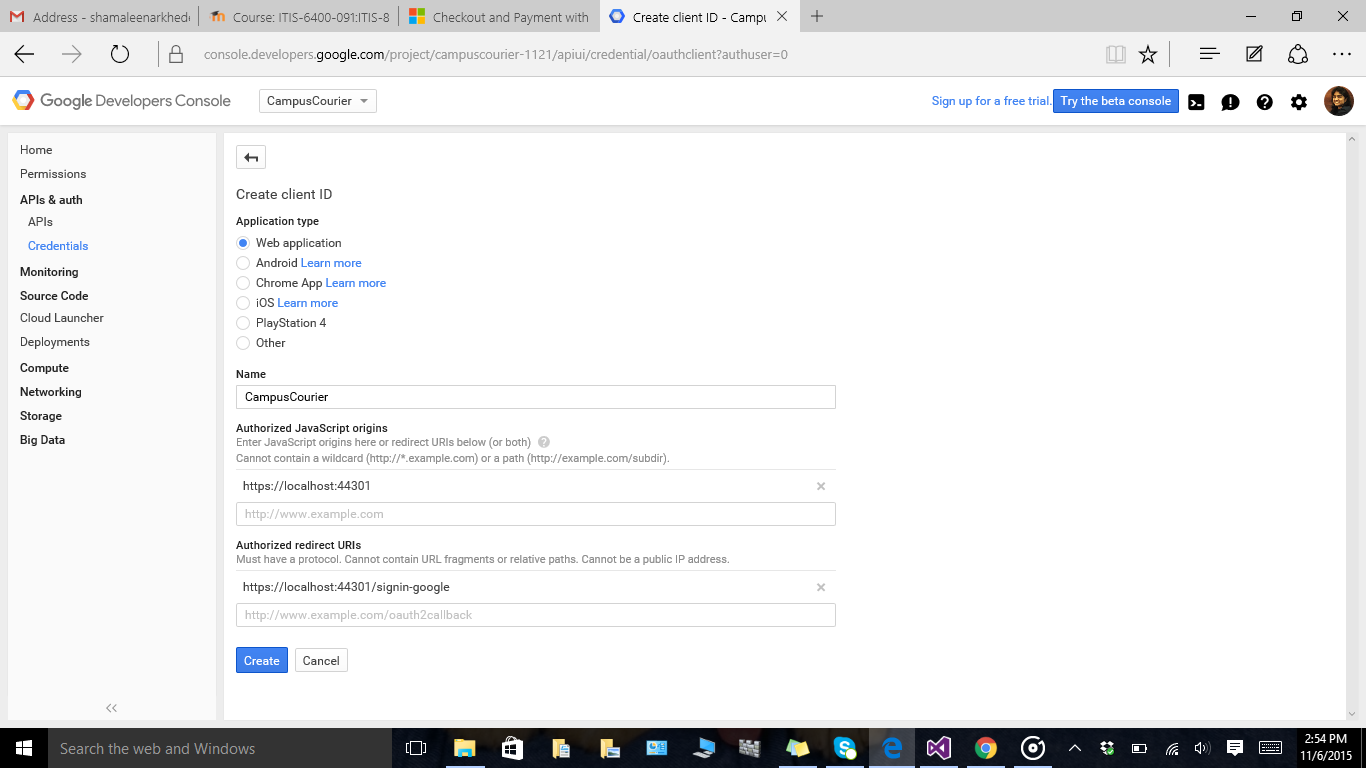 Address - shamaleenarkhed
Course: ITIS-6400-091:ITIS-8
Checkout and Payment with
Create client ID - Campu
console.developers.google.com/project/campuscourier-1121/apiui/credential/oauthclient?authuser=0
Google Developers Console
CampusCourier
Sign up for a free trial.
Try the beta console
Home
Permissions
APIs & auth
APIs
Credentials
Monitoring
Source Code
Cloud Launcher
Deployments
Compute
Networking
Storage
Big Data
Create client ID
Application type
Web application
Android Learn more
Chrome App Learn more
iOS Learn more
PlayStation 4
Other
Name
CampusCourier
Authorized JavaScript origins
Enter JavaScript origins here or redirect URIs below (or both)
Cannot contain a wildcard (http://*.example.com) or a path (http://example.com/subdir).
https://localhost:44301
http://www.example.com
Authorized redirect URIs
Must have a protocol. Cannot contain URL fragments or relative paths. Cannot be a public IP address.
https://localhost:44301/signin-google
http://www.example.com/oauth2callback
Create
Cancel
Search the web and Windows
2:54 PM
11/6/2015